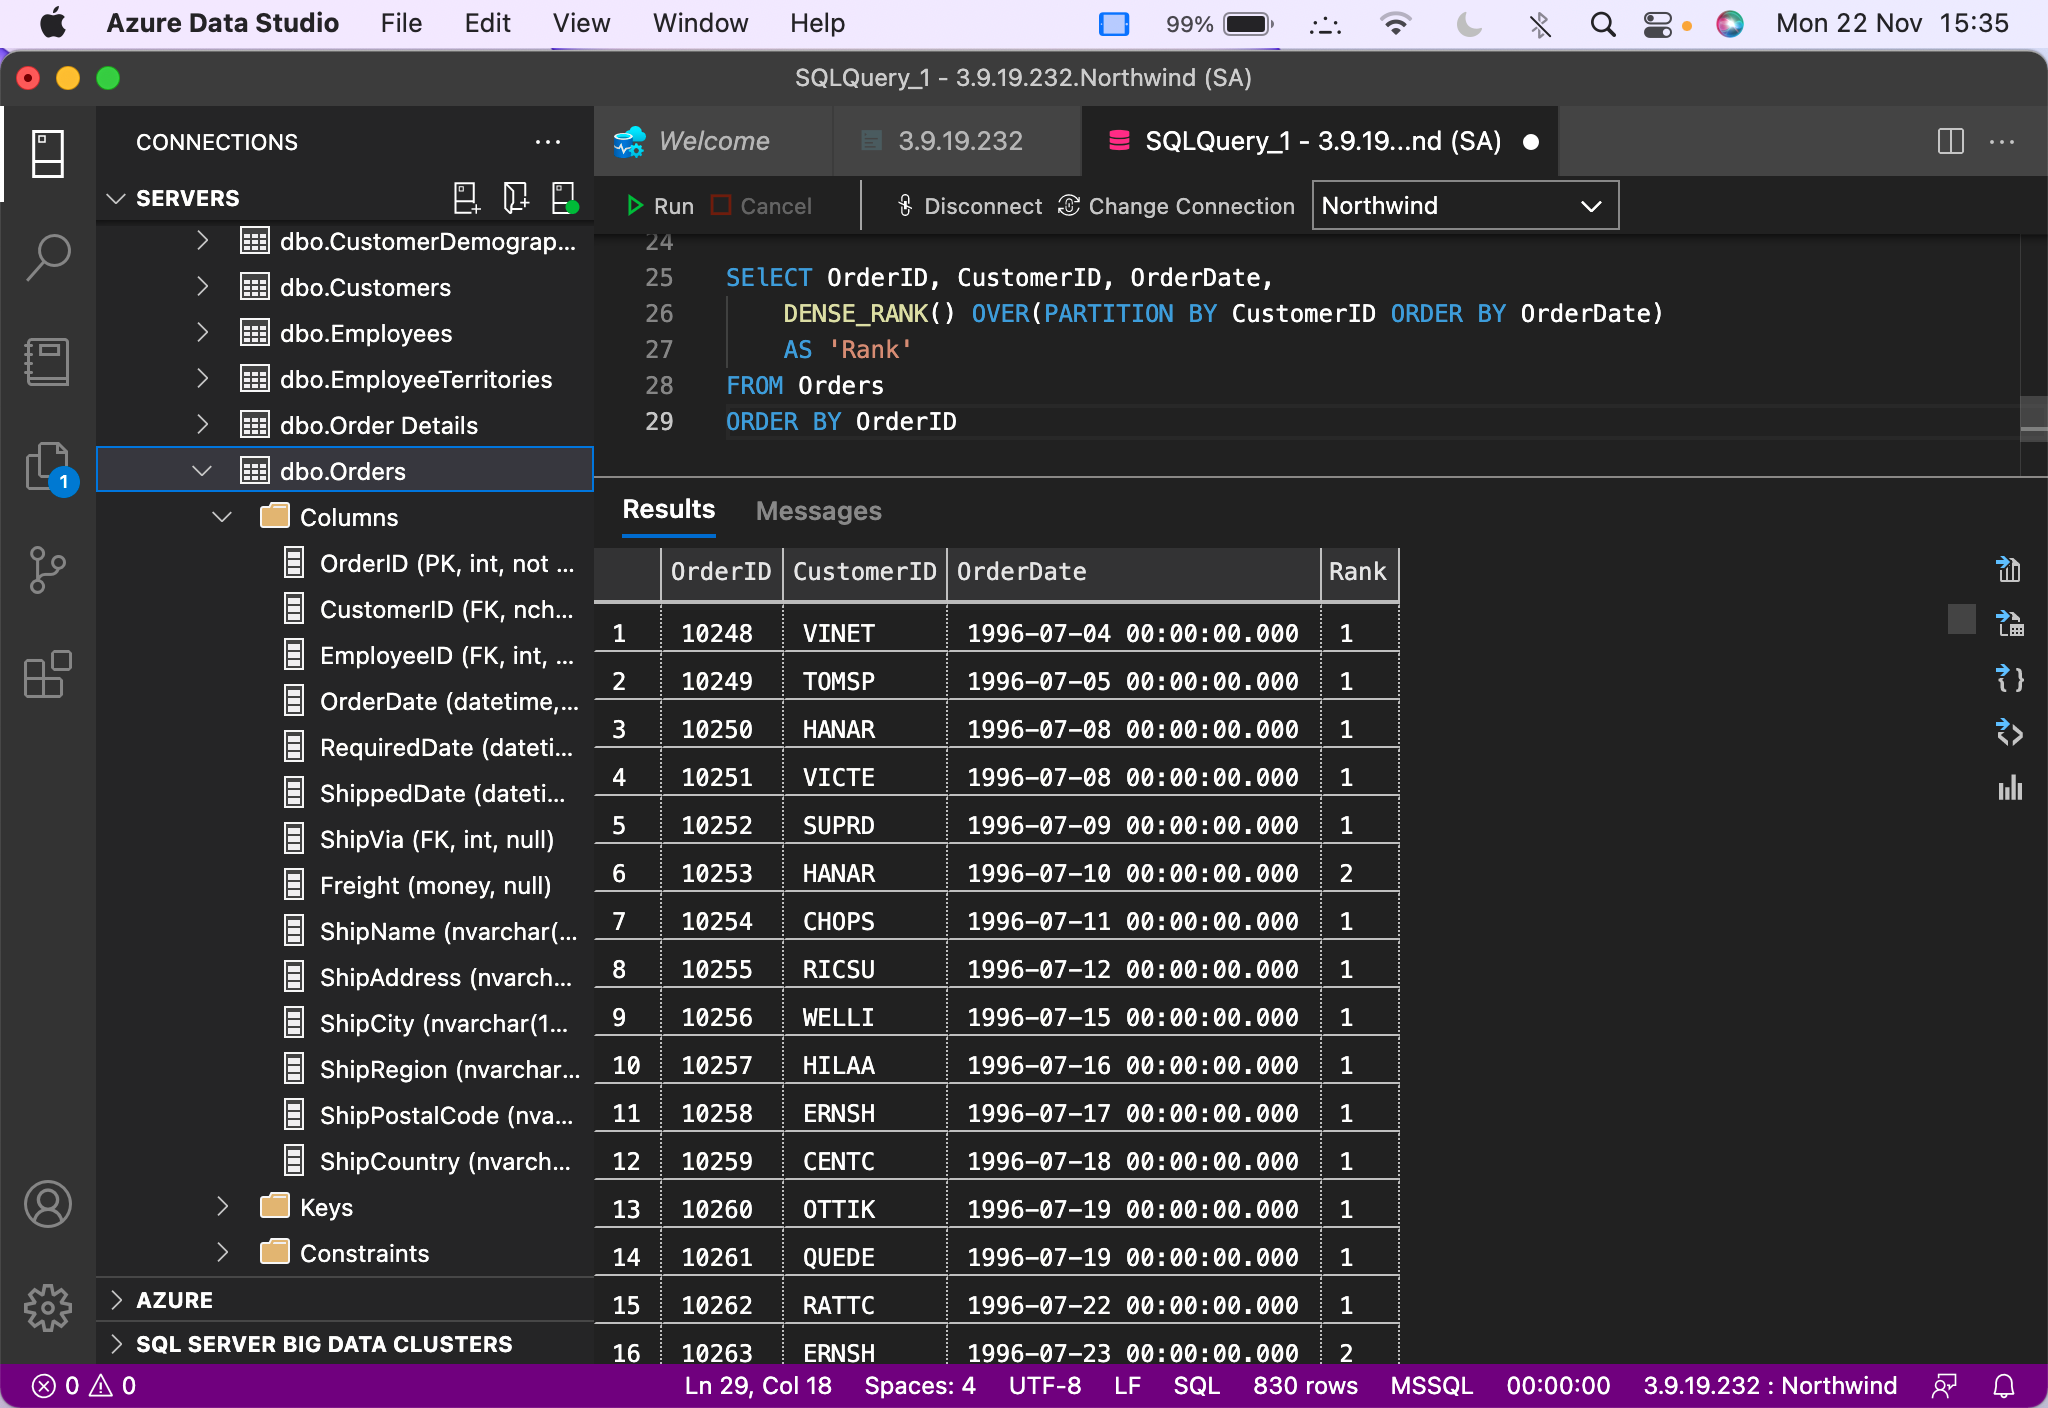 Azure Data Studio File Edit View Window Help 99% Mon 22 Nov 15:35
SQLQuery_1 - 3.9.19.232.Northwind (SA)
CONNECTIONS
SERVERS
dbo.CustomerDemograp...
dbo.Customers
dbo.Employees
dbo.EmployeeTerritories
dbo.Order Details
dbo.Orders
1
Columns
OrderID (PK, int, not ...
CustomerID (FK, nch...
EmployeeID (FK, int, ...
OrderDate (datetime,...
RequiredDate (dateti...
ShippedDate (dateti...
ShipVia (FK, int, null)
Freight (money, null)
ShipName (nvarchar(...
ShipAddress (nvarch...
ShipCity (nvarchar(1...
ShipRegion (nvarchar...
ShipPostalCode (nva...
ShipCountry (nvarch...
Keys
Constraints
AZURE
SQL SERVER BIG DATA CLUSTERS
Welcome 3.9.19.232 SQLQuery_1 - 3.9.19...nd (SA)
Run Cancel Disconnect Change Connection Northwind
24
25 SElECT OrderID, CustomerID, OrderDate,
26 DENSE_RANK() OVER(PARTITION BY CustomerID ORDER BY OrderDate)
27 AS 'Rank'
28 FROM Orders
29 ORDER BY OrderID
Results Messages
OrderID CustomerID OrderDate Rank
1 10248 VINET 1996-07-04 00:00:00.000 1
2 10249 TOMSP 1996-07-05 00:00:00.000 1
3 10250 HANAR 1996-07-08 00:00:00.000 1
4 10251 VICTE 1996-07-08 00:00:00.000 1
5 10252 SUPRD 1996-07-09 00:00:00.000 1
6 10253 HANAR 1996-07-10 00:00:00.000 2
7 10254 CHOPS 1996-07-11 00:00:00.000 1
8 10255 RICSU 1996-07-12 00:00:00.000 1
9 10256 WELLI 1996-07-15 00:00:00.000 1
10 10257 HILAA 1996-07-16 00:00:00.000 1
11 10258 ERNSH 1996-07-17 00:00:00.000 1
12 10259 CENTC 1996-07-18 00:00:00.000 1
13 10260 OTTIK 1996-07-19 00:00:00.000 1
14 10261 QUEDE 1996-07-19 00:00:00.000 1
15 10262 RATTC 1996-07-22 00:00:00.000 1
16 10263 ERNSH 1996-07-23 00:00:00.000 2
0 0 Ln 29, Col 18 Spaces: 4 UTF-8 LF SQL 830 rows MSSQL 00:00:00 3.9.19.232 : Northwind